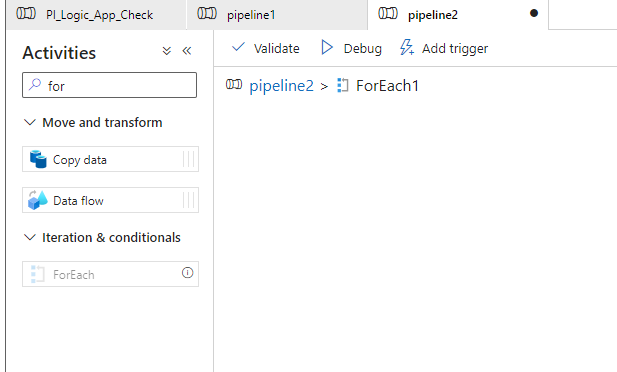 PI_Logic_App_Check
pipeline1
pipeline2
Activities
Validate
Debug
Add trigger
for
pipeline2 > ForEach1
Move and transform
Copy data
Data flow
Iteration & conditionals
ForEach